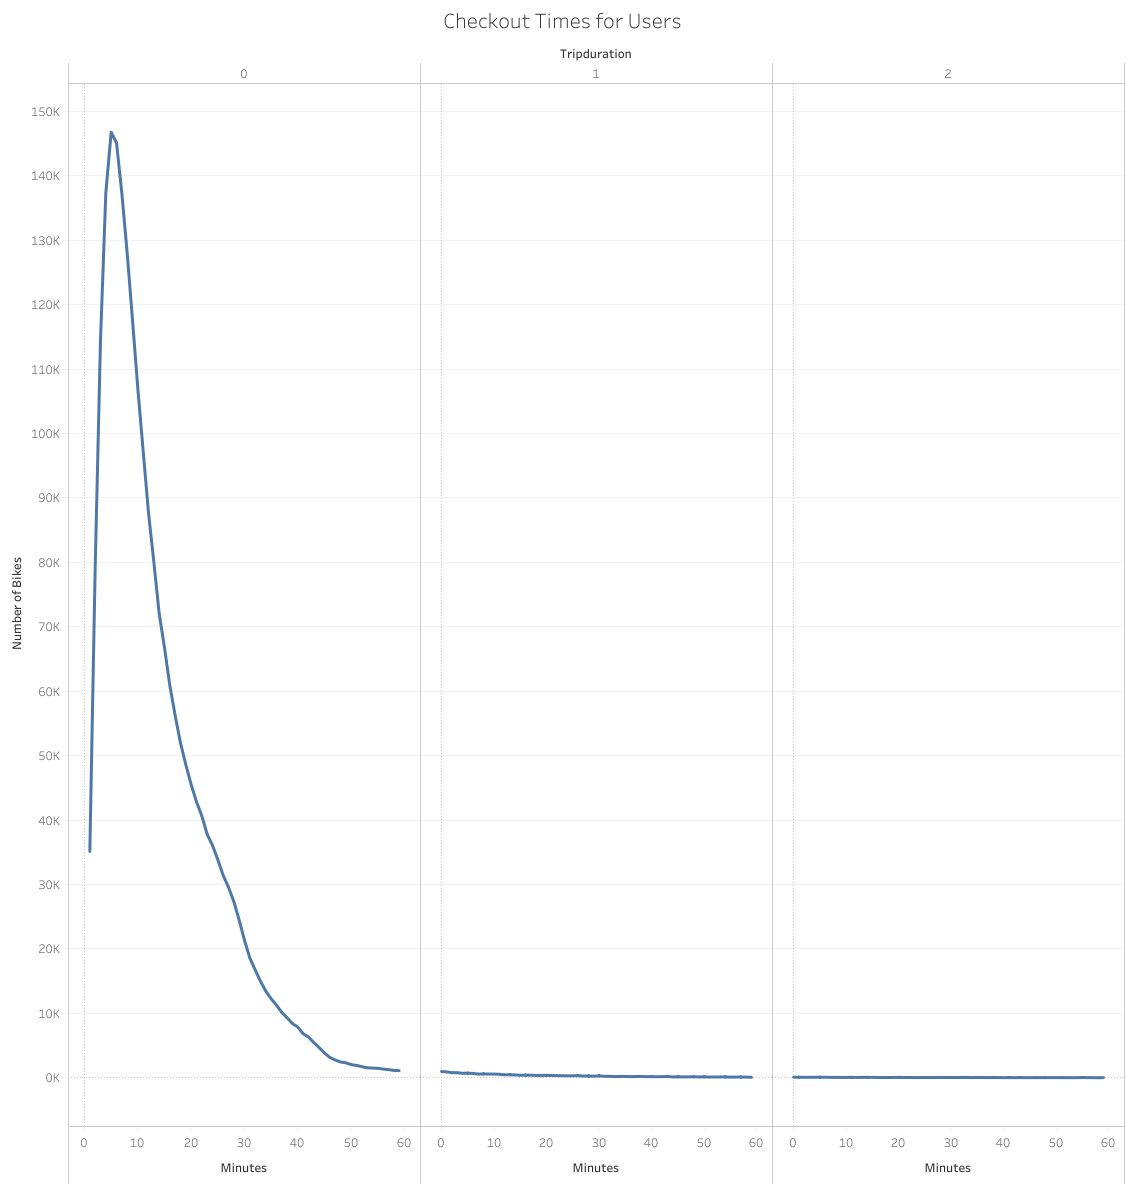 Checkout Times for Users
Tripduration
0 1 2
150K
140K
130K
120K
110K
100K
90K
80K
70K
60K
50K
40K
30K
20K
10K
0K
Number of Bikes
0 10 20 30 40 50 60 0 10 20 30 40 50 60 0 10 20 30 40 50 60
Minutes Minutes Minutes